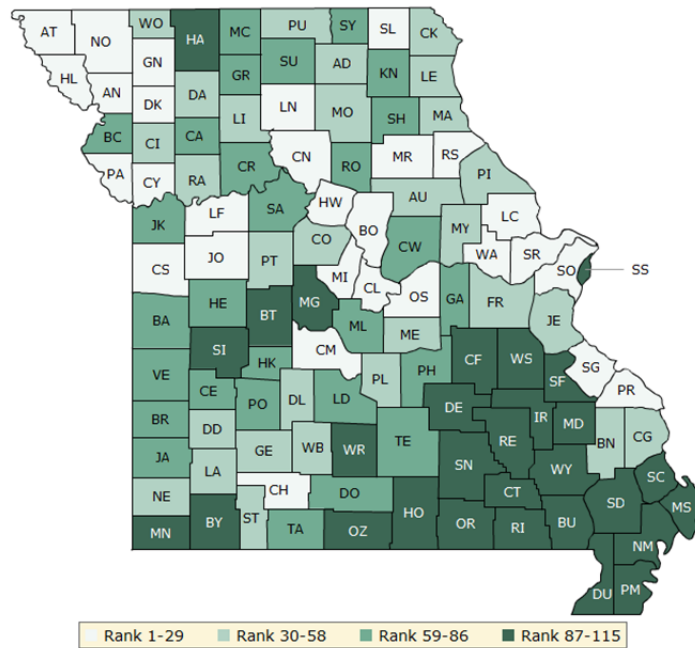 WO PU SY SL CK
AT NO HA MC
GN SU AD KN LE
HL AN DK DA GR LN MO SH MA
BC CI CA LI
PA CY RA CR CN RO MR RS PI
JK LF SA HW BO AU LC
CS JO PT CO CW MY WA SR SO SS
MI CL OS
BA HE BT MG ML GA FR JE
SI CM ME
VE CE HK PL PH CF WS SF SG PR
BR PO DL LD DE IR MD BN CG
DD
JA LA GE WB WR TE SN RE WY SC
NE CH DO CT SD MS
MN BY ST TA OZ HO OR RI BU NM
DU PM
Rank 1-29 Rank 30-58 Rank 59-86 Rank 87-115